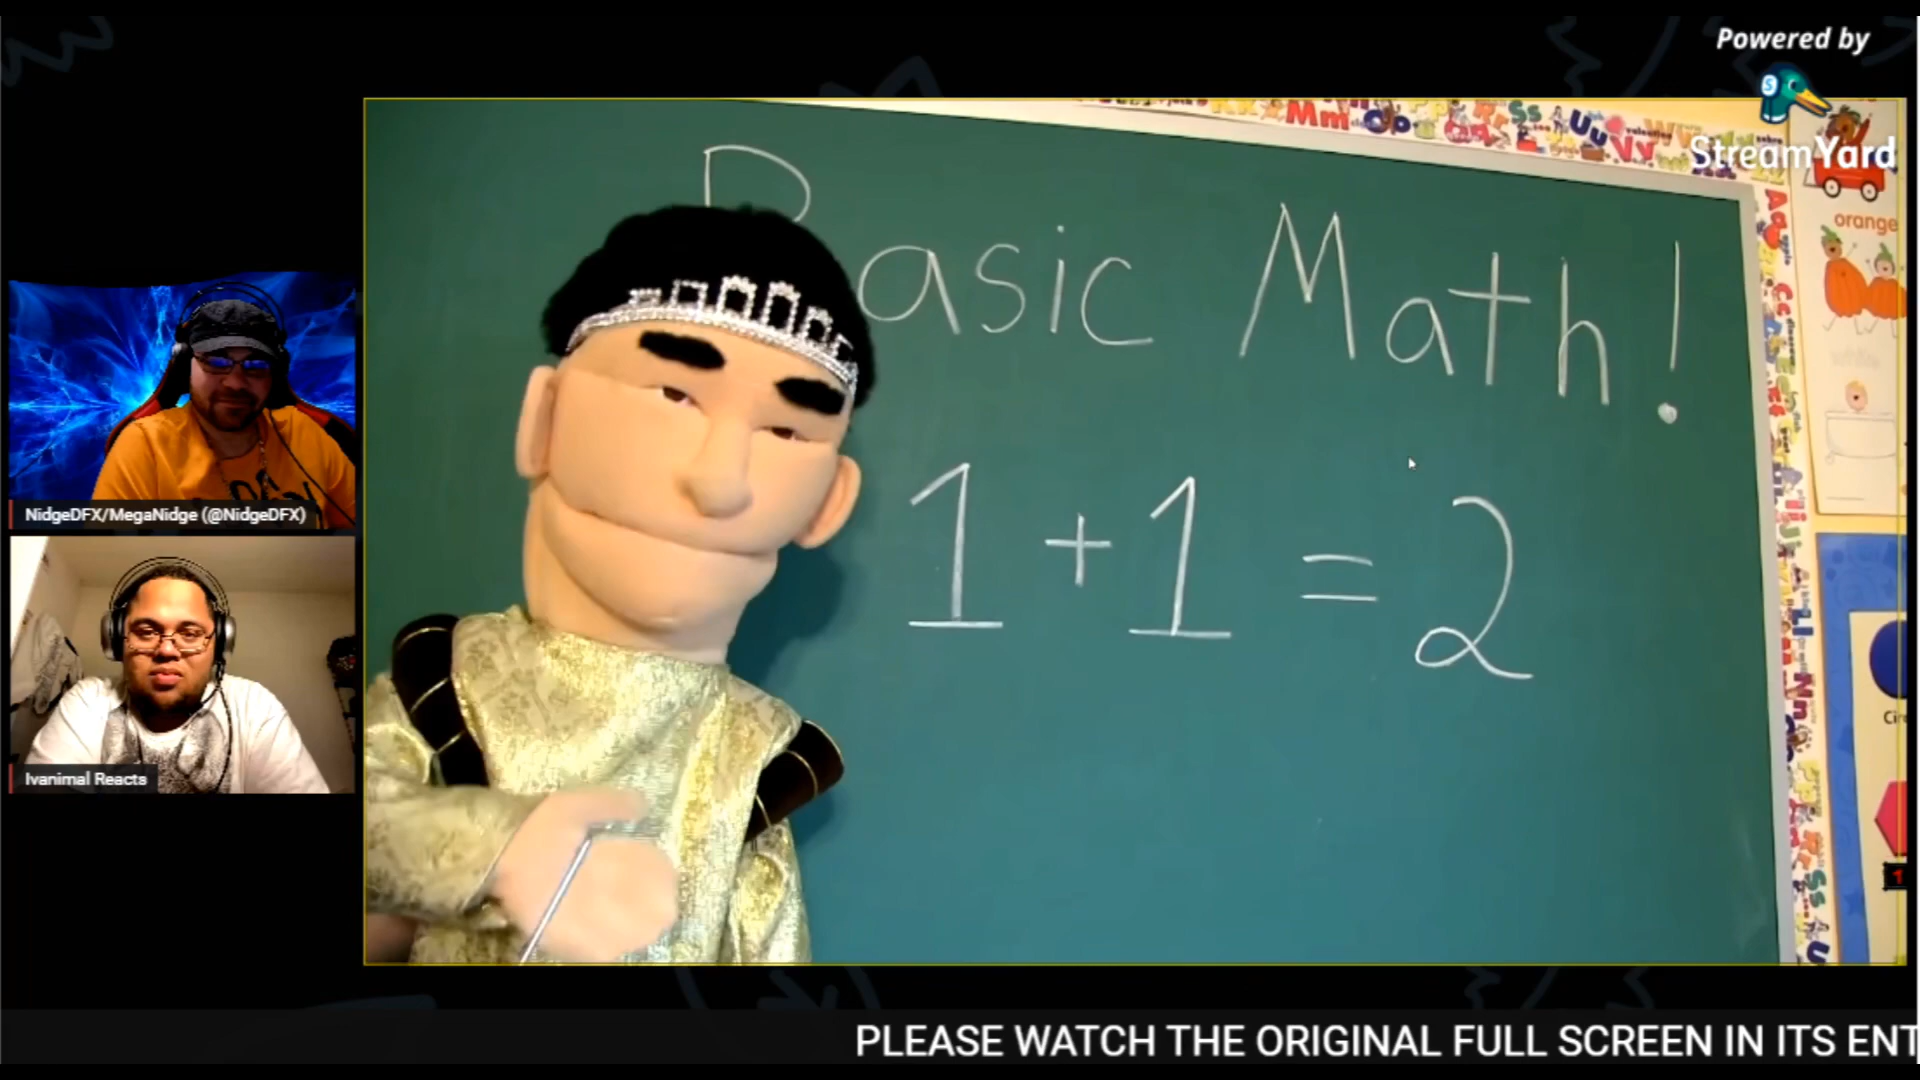 Powered by
StreamYard
Basic Math!
1 + 1 = 2
orange
NidgeDFX/MegaNidge (@NidgeDFX)
Ivanimal Reacts
PLEASE WATCH THE ORIGINAL FULL SCREEN IN ITS ENT